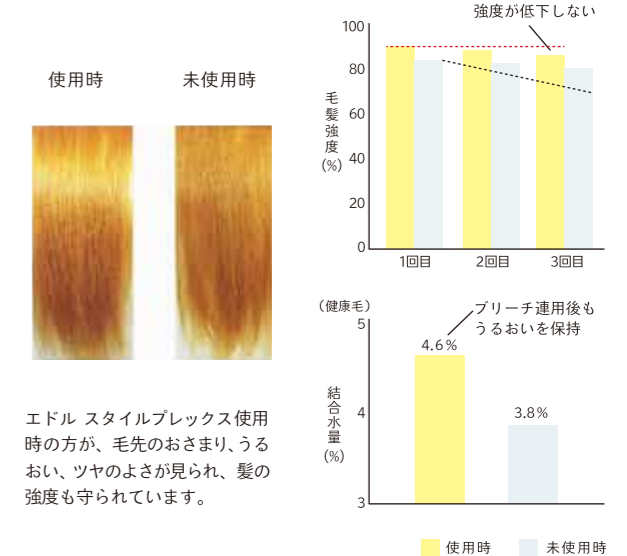 使用時
未使用時
エドル スタイルプレックス使用
時の方が、毛先のおさまり、うる
おい、ツヤのよさが見られ、髪の
強度も守られています。
強度が低下しない
毛髪強度(%)
100
80
60
40
20
0
1回目
2回目
3回目
(健康毛)
ブリーチ連用後も
うるおいを保持
結合水量(%)
5
4
3
4.6%
3.8%
使用時
未使用時